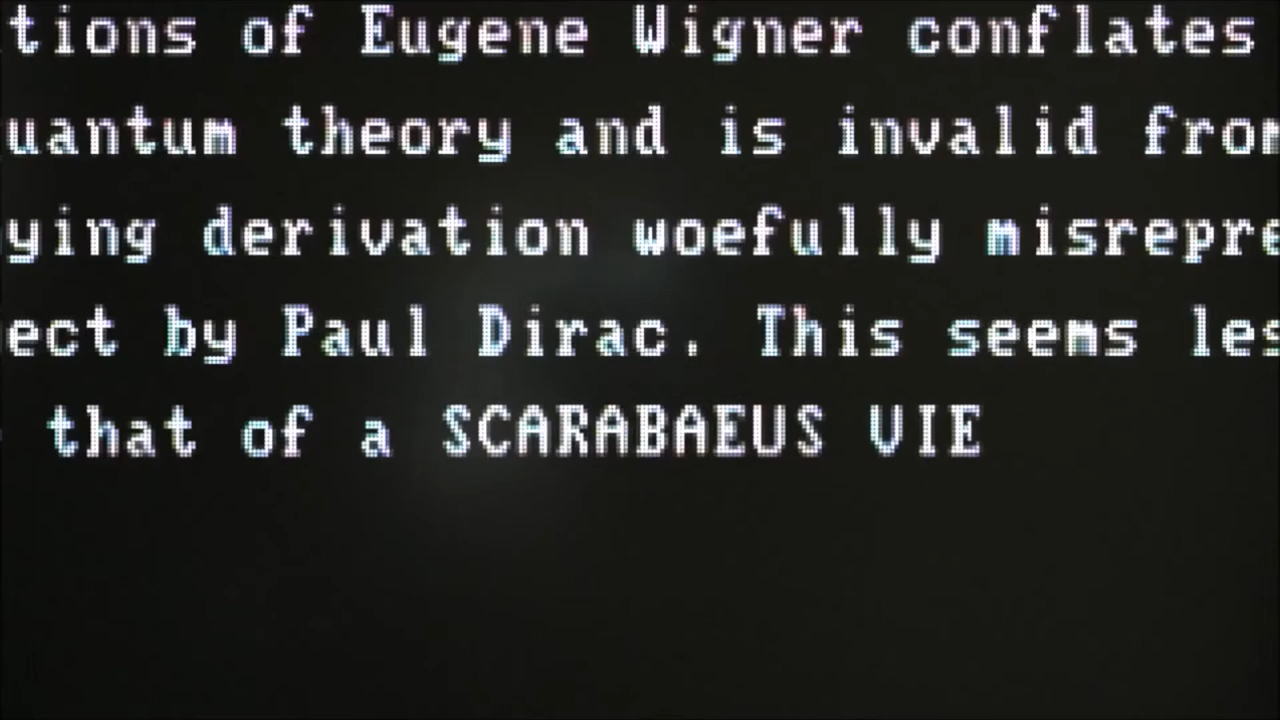 tions of Eugene Wigner conflates
uantum theory and is invalid from
ying derivation woefully misrepre
ect by Paul Dirac. This seems les
that of a SCARABAEUS VIE